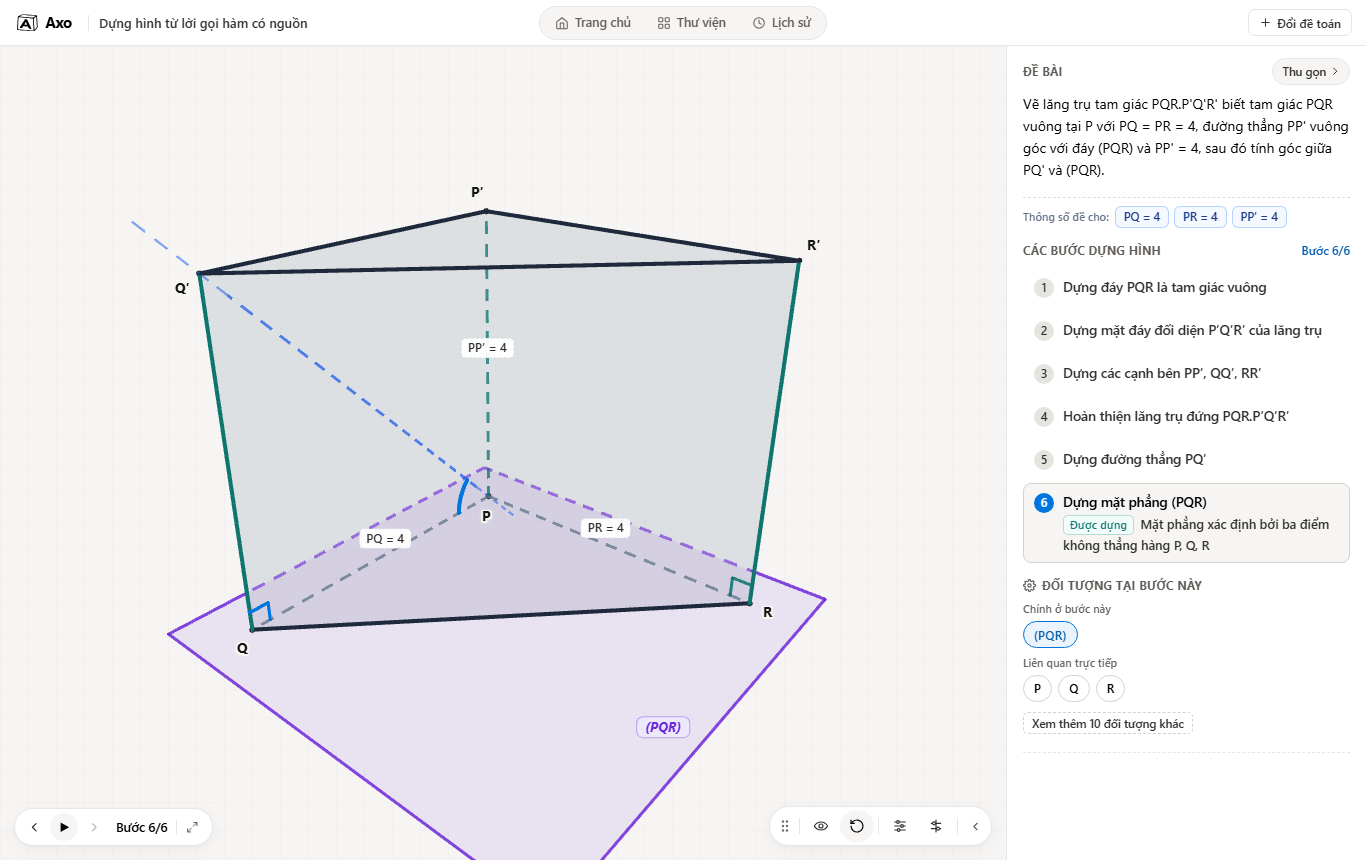 Axo
Dựng hình từ lời gọi hàm có nguồn
Trang chủ
Thư viện
Lịch sử
Đổi đề toán
P′
R′
Q′
PP′ = 4
P
PR = 4
PQ = 4
R
Q
(PQR)
Bước 6/6
ĐỀ BÀI
Thu gọn
Vẽ lăng trụ tam giác PQR.P'Q'R' biết tam giác PQR
vuông tại P với PQ = PR = 4, đường thẳng PP' vuông
góc với đáy (PQR) và PP' = 4, sau đó tính góc giữa
PQ' và (PQR).
Thông số đề cho:
PQ = 4
PR = 4
PP′ = 4
CÁC BƯỚC DỰNG HÌNH
Bước 6/6
1 Dựng đáy PQR là tam giác vuông
2 Dựng mặt đáy đối diện P′Q′R′ của lăng trụ
3 Dựng các cạnh bên PP′, QQ′, RR′
4 Hoàn thiện lăng trụ đứng PQR.P′Q′R′
5 Dựng đường thẳng PQ′
6 Dựng mặt phẳng (PQR)
Được dựng Mặt phẳng xác định bởi ba điểm
không thẳng hàng P, Q, R
ĐỐI TƯỢNG TẠI BƯỚC NÀY
Chính ở bước này
(PQR)
Liên quan trực tiếp
P
Q
R
Xem thêm 10 đối tượng khác